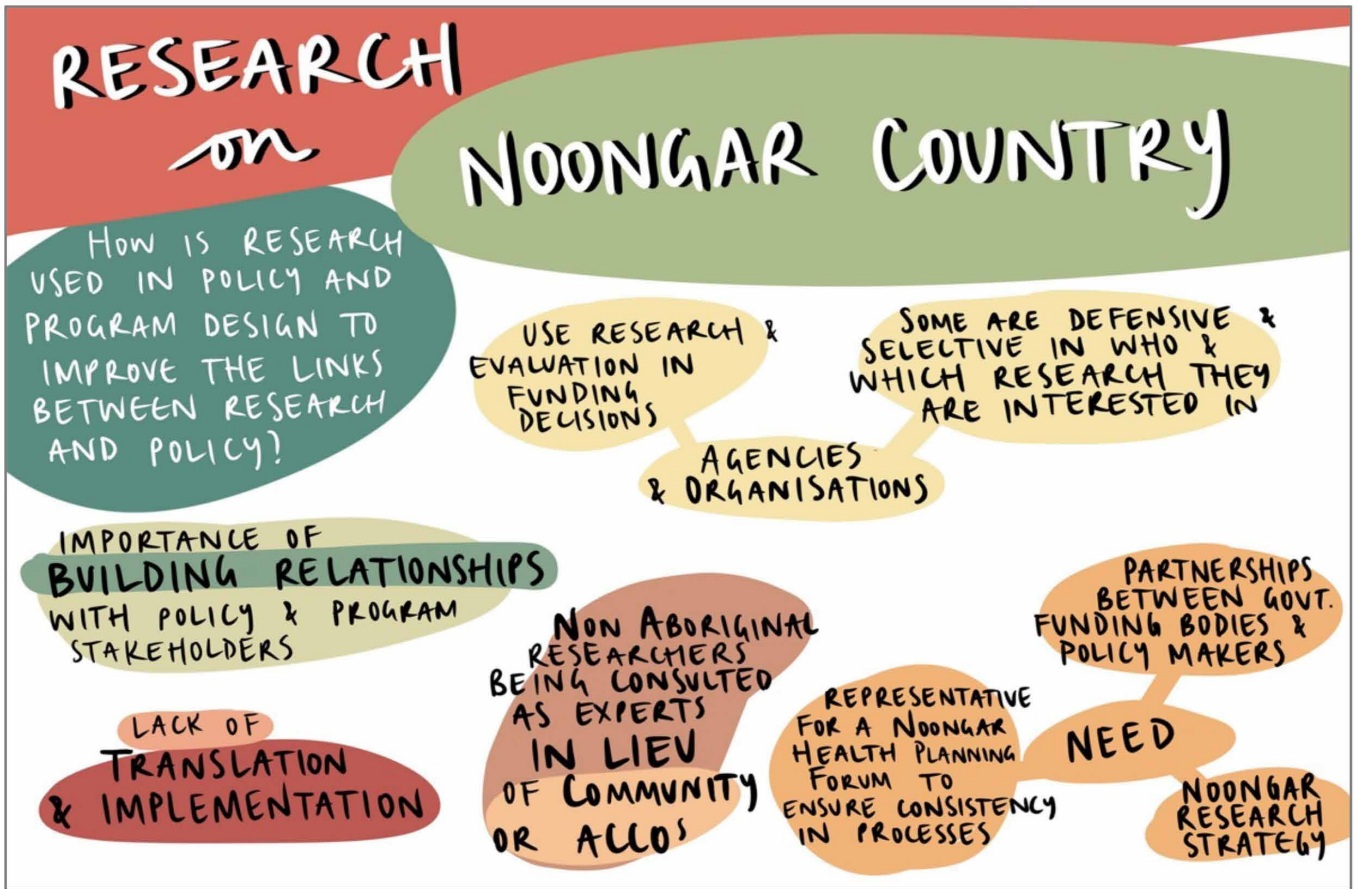 RESEARCH
on
NOONGAR COUNTRY
HOW IS RESEARCH
USED IN POLICY AND
PROGRAM DESIGN TO
IMPROVE THE LINKS
BETWEEN RESEARCH
AND POLICY?
USE RESEARCH &
EVALUATION IN
FUNDING
DECISIONS
SOME ARE DEFENSIVE &
SELECTIVE IN WHO &
WHICH RESEARCH THEY
ARE INTERESTED IN
AGENCIES
& ORGANISATIONS
IMPORTANCE OF
BUILDING RELATIONSHIPS
WITH POLICY & PROGRAM
STAKEHOLDERS
LACK OF
TRANSLATION
& IMPLEMENTATION
NON ABORIGINAL
RESEARCHERS
BEING CONSULTED
AS EXPERTS
IN LIEU
OF COMMUNITY
OR ACCOs
REPRESENTATIVE
FOR A NOONGAR
HEALTH PLANNING
FORUM TO
ENSURE CONSISTENCY
IN PROCESSES
NEED
PARTNERSHIPS
BETWEEN GOVT.
FUNDING BODIES &
POLICY MAKERS
NOONGAR
RESEARCH
STRATEGY